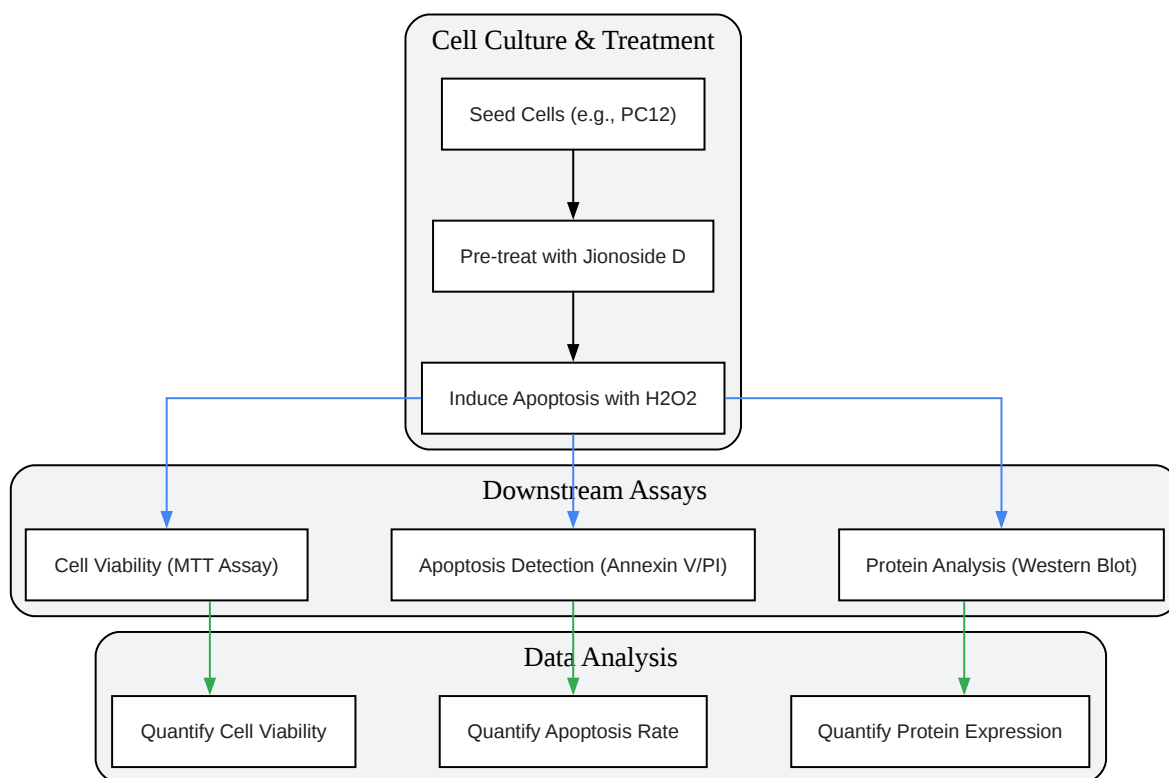 Cell Culture & Treatment
Seed Cells (e.g., PC12)
Pre-treat with Jionoside D
Induce Apoptosis with H2O2
Downstream Assays
Cell Viability (MTT Assay)
Apoptosis Detection (Annexin V/PI)
Protein Analysis (Western Blot)
Data Analysis
Quantify Cell Viability
Quantify Apoptosis Rate
Quantify Protein Expression